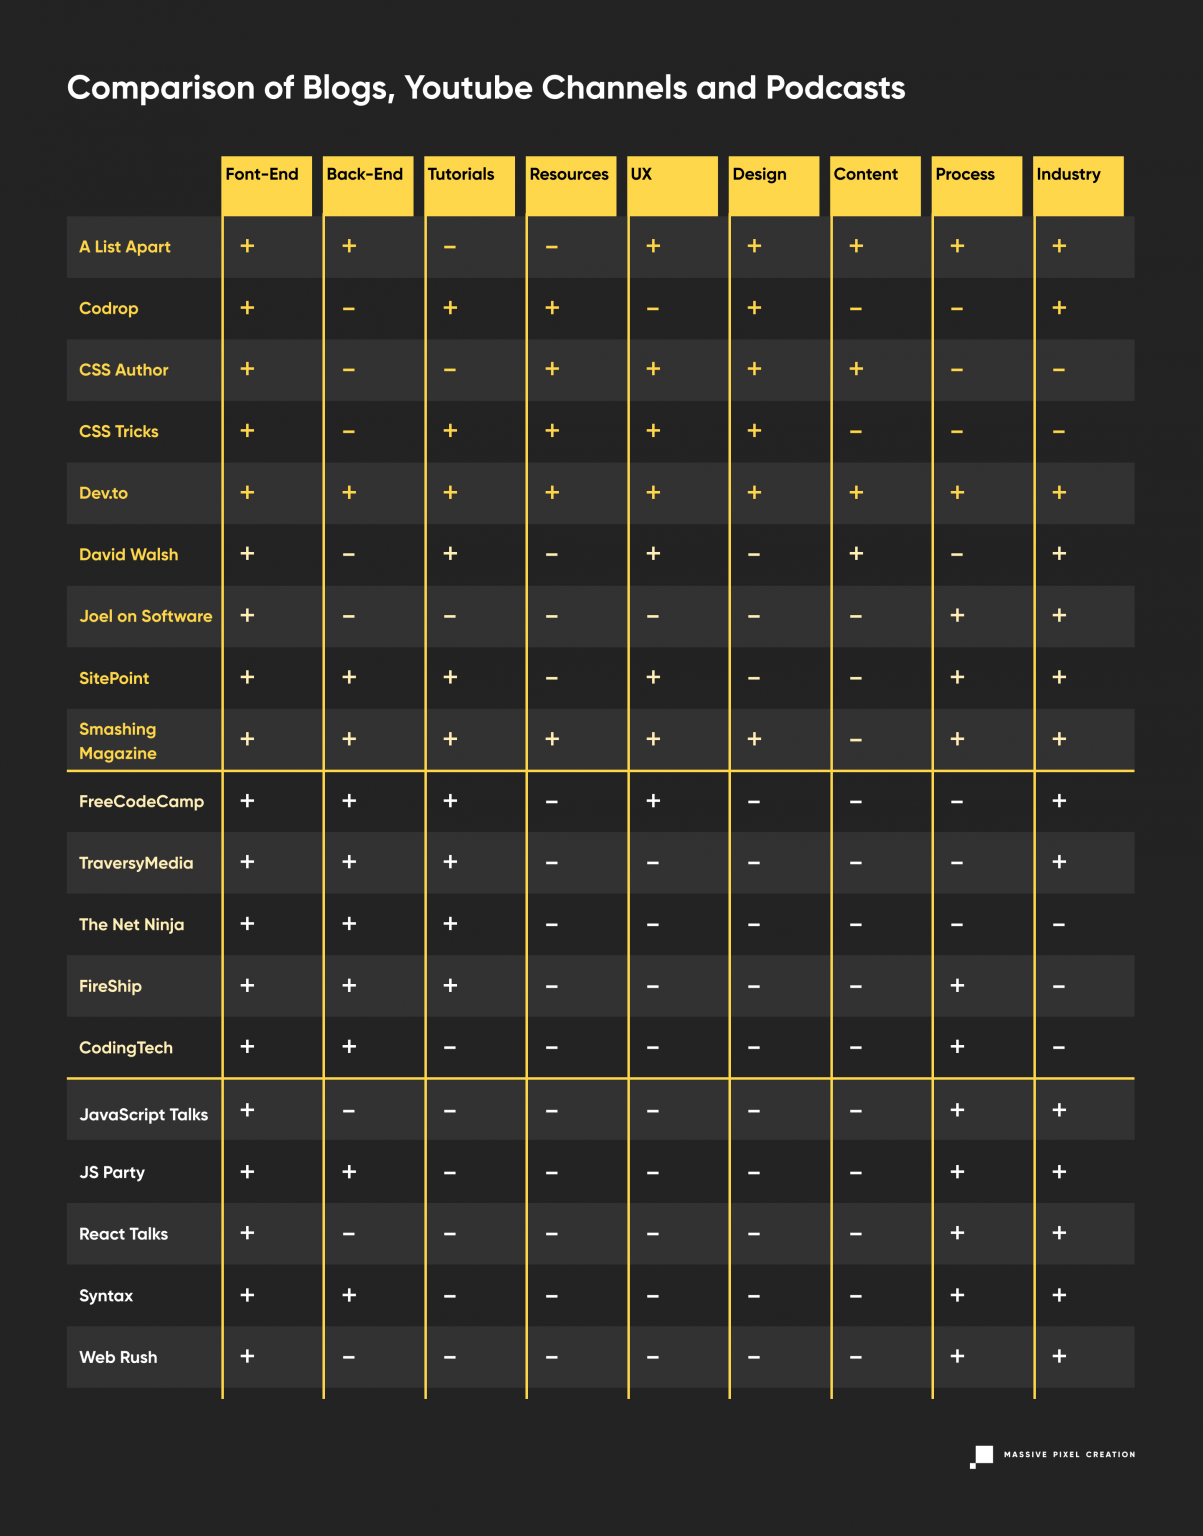 Comparison of Blogs, Youtube Channels and Podcasts
Font-End Back-End Tutorials Resources UX Design Content Process Industry
A List Apart + + – – + + + + +
Codrop + – + + – + – – +
CSS Author + – – + + + + – –
CSS Tricks + – + + + + – – –
Dev.to + + + + + + + + +
David Walsh + – + – + – + – +
Joel on Software + – – – – – – + +
SitePoint + + + – + – – + +
Smashing
Magazine + + + + + + – + +
FreeCodeCamp + + + – + – – – +
TraversyMedia + + + – – – – – +
The Net Ninja + + + – – – – – –
FireShip + + + – – – – + –
CodingTech + + – – – – – + –
JavaScript Talks + – – – – – – + +
JS Party + + – – – – – + +
React Talks + – – – – – – + +
Syntax + + – – – – – + +
Web Rush + – – – – – – + +
MASSIVE PIXEL CREATION